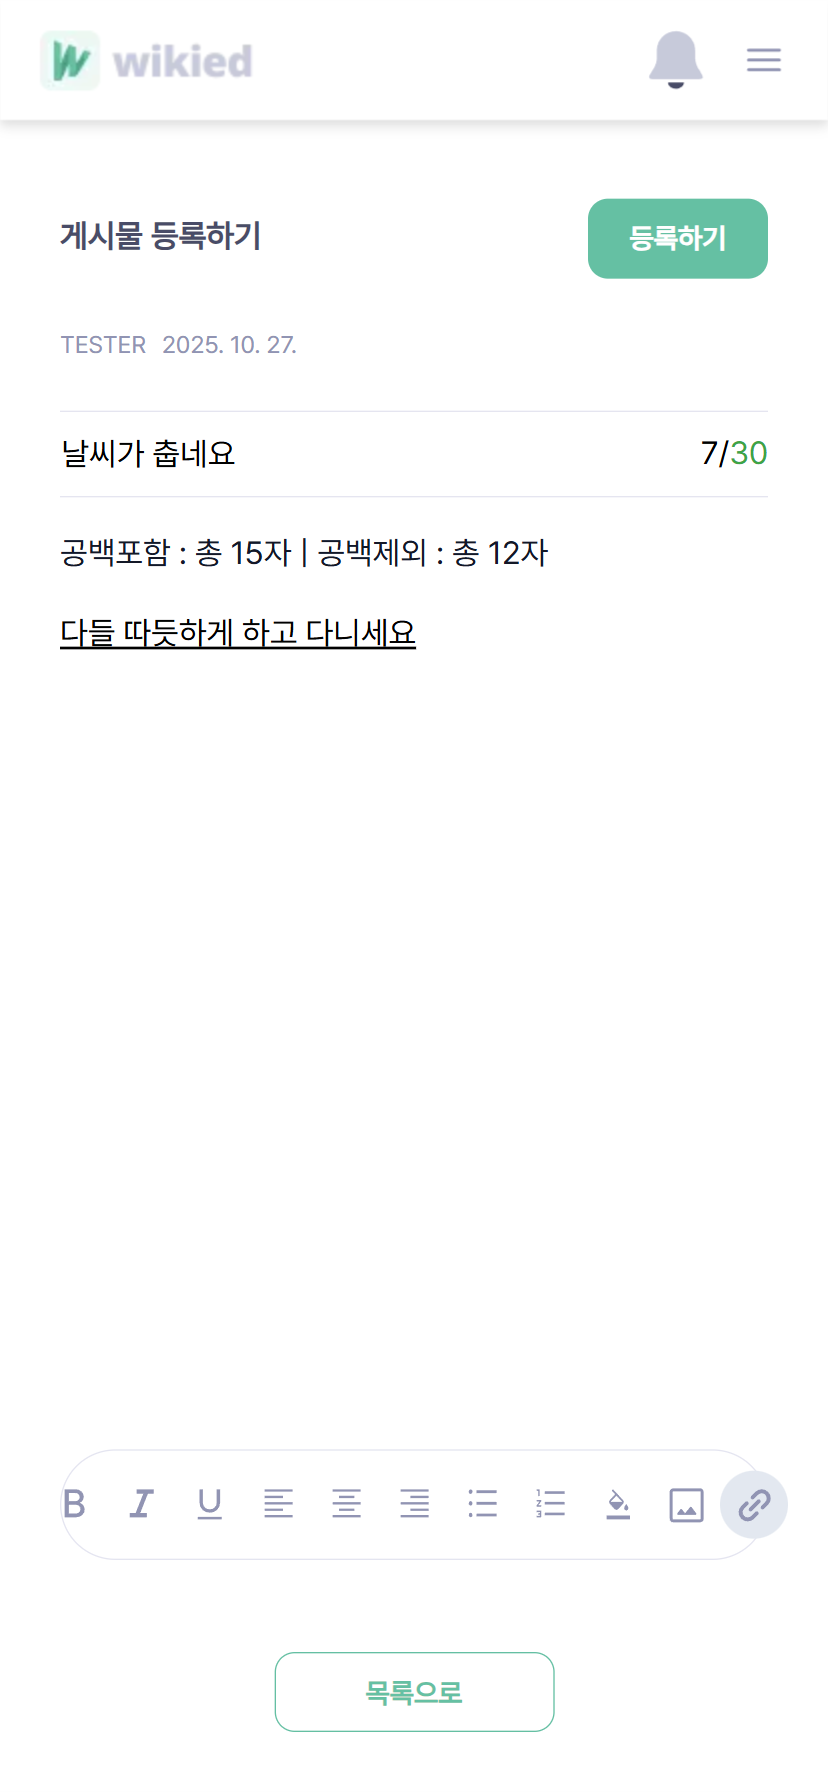 wikied
게시물 등록하기
등록하기
TESTER 2025. 10. 27.
날씨가 춥네요 7/30
공백포함 : 총 15자 | 공백제외 : 총 12자
다들 따듯하게 하고 다니세요
목록으로